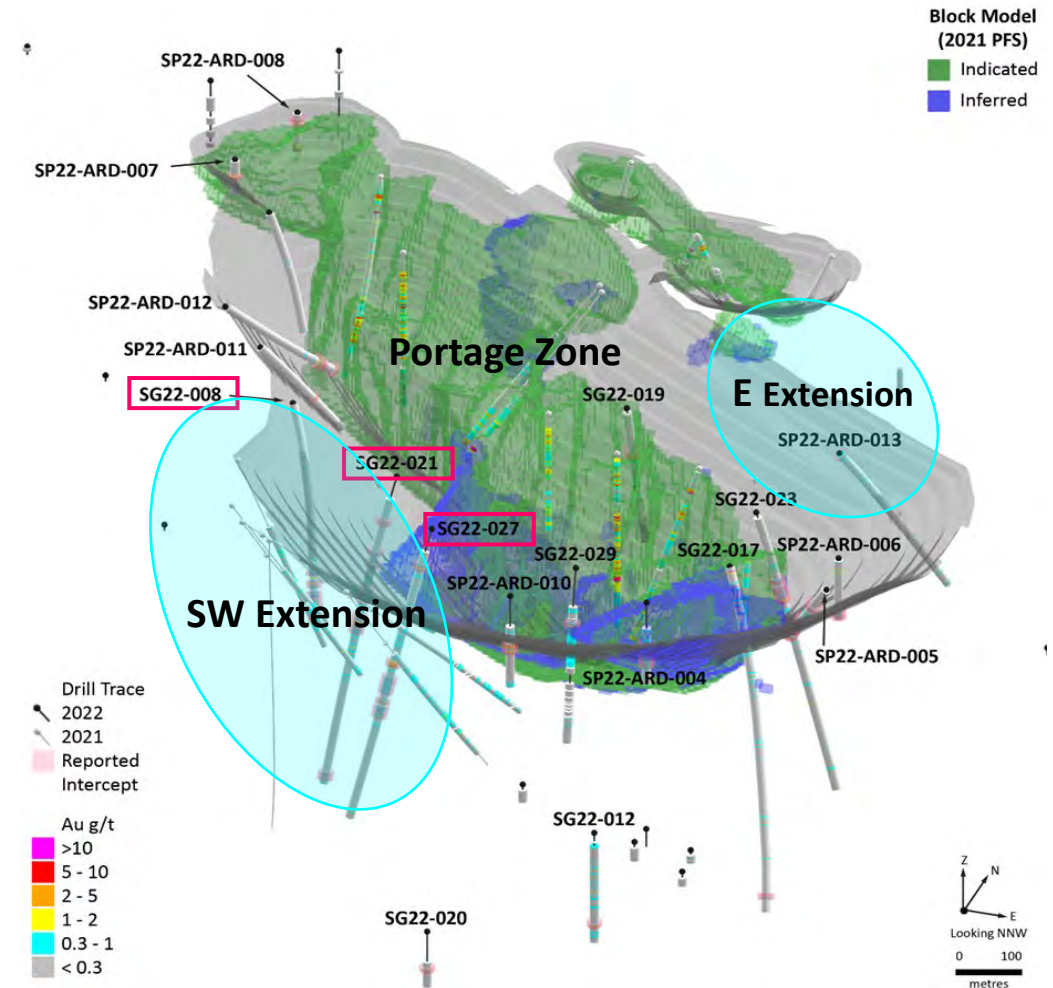 Block Model
(2021 PFS)
Indicated
Inferred
SP22-ARD-008
SP22-ARD-007
SP22-ARD-012
SP22-ARD-011
SG22-008
Portage Zone
SG22-019
E Extension
SP22-ARD-013
SG22-021
SG22-023
SG22-027
SG22-029
SG22-017
SP22-ARD-006
SP22-ARD-010
SW Extension
SP22-ARD-004
SP22-ARD-005
Drill Trace
2022
2021
Reported
Intercept
SG22-012
Au g/t
>10
5 - 10
2 - 5
1 - 2
0.3 - 1
< 0.3
SG22-020
Z
N
E
Looking NNW
0 100
metres